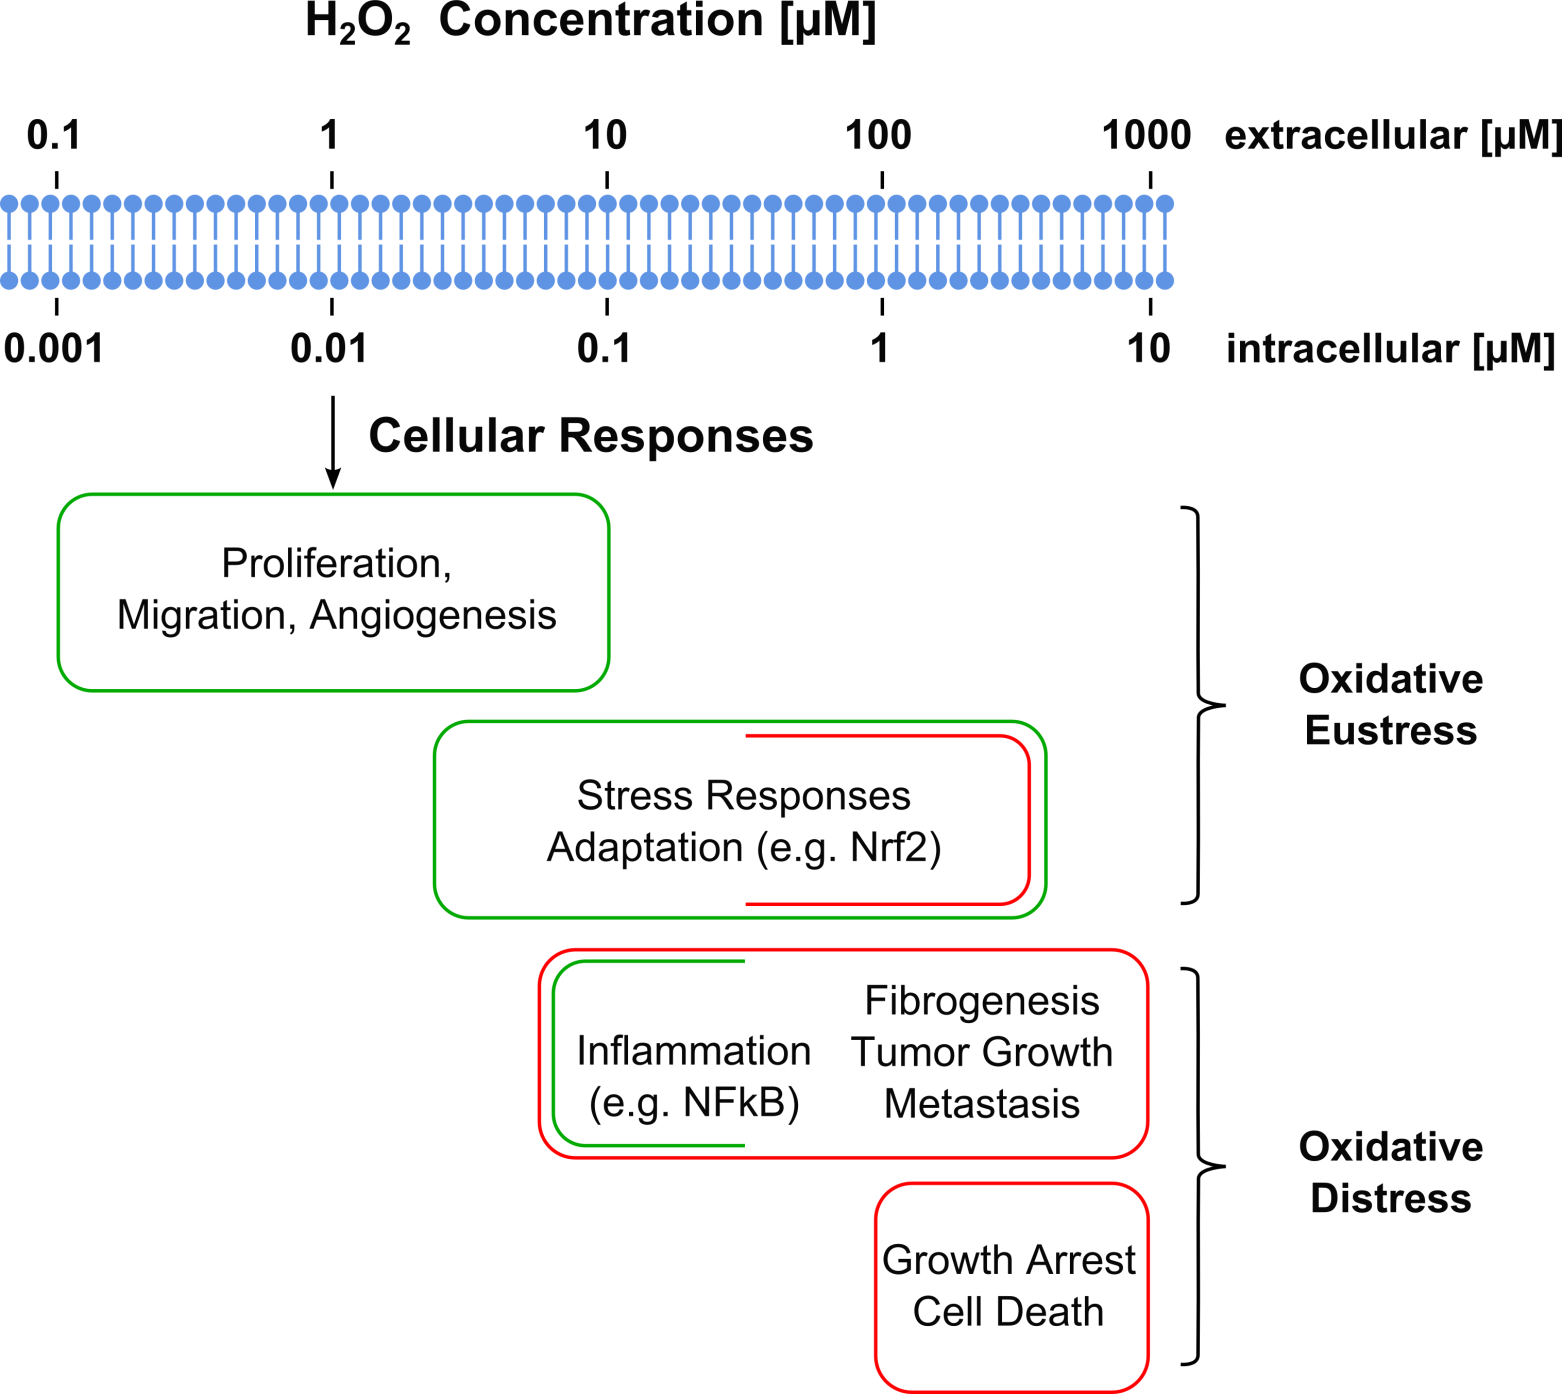 H₂O₂ Concentration [µM]
0.1 1 10 100 1000 extracellular [µM]
0.001 0.01 0.1 1 10 intracellular [µM]
Cellular Responses
Proliferation,
Migration, Angiogenesis
Oxidative
Eustress
Stress Responses
Adaptation (e.g. Nrf2)
Inflammation
(e.g. NFkB)
Fibrogenesis
Tumor Growth
Metastasis
Oxidative
Distress
Growth Arrest
Cell Death